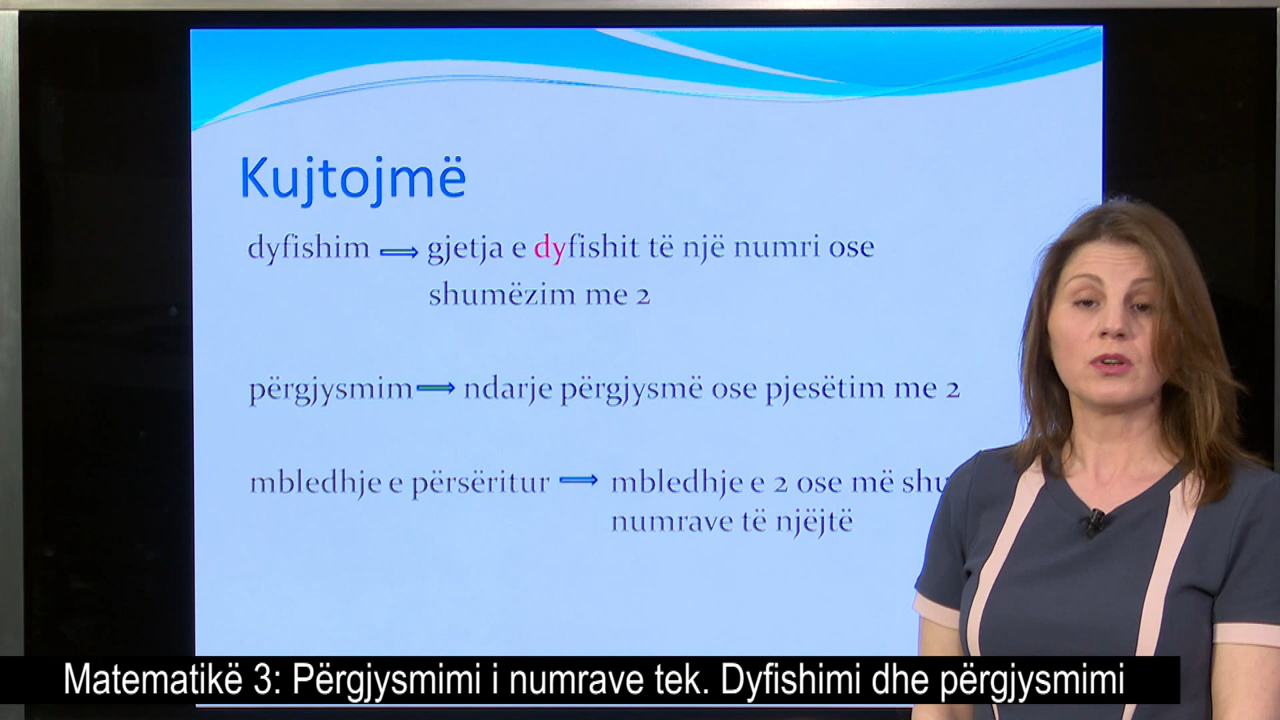 Kujtojmë
dyfishim ⟹ gjetja e dyfishit të një numri ose
shumëzim me 2
përgjysmim ⟹ ndarje përgjysmë ose pjesëtim me 2
mbledhje e përsëritur ⟹ mbledhje e 2 ose më
numrave të njëjtë
Matematikë 3: Përgjysmimi i numrave tek. Dyfishimi dhe përgjysmimi